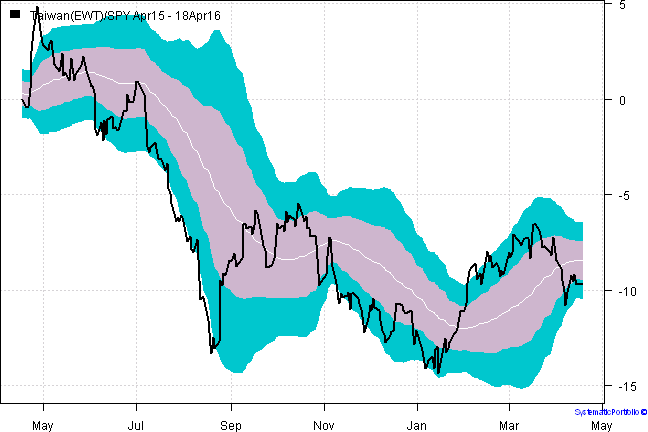 Taiwan(EWT)/SPY Apr15 - 18Apr16
5
0
-5
-10
-15
SystematicPortfolio ©
May Jul Sep Nov Jan Mar May